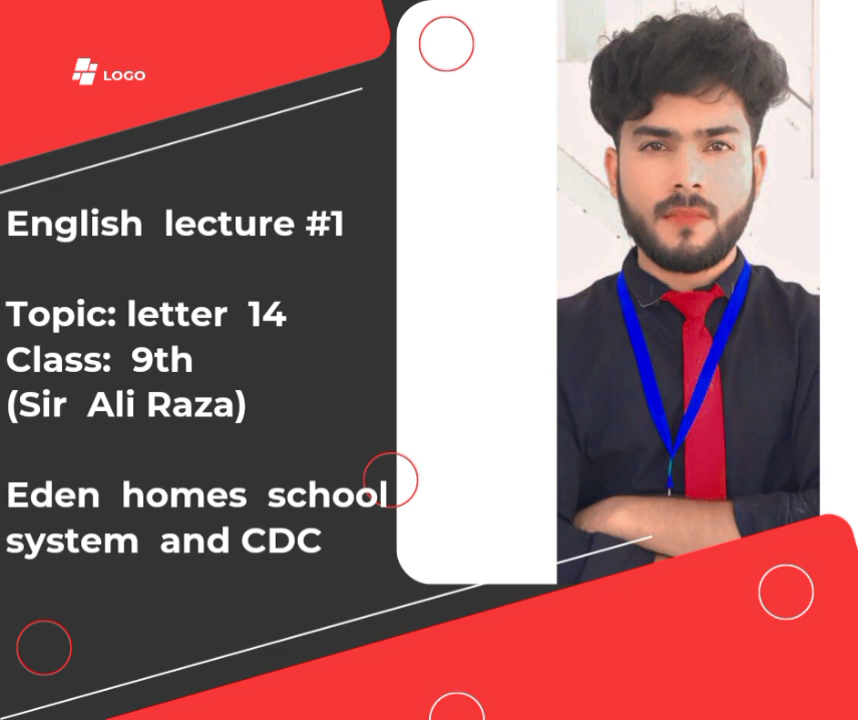 LOGO
English lecture #1
Topic: letter 14
Class: 9th
(Sir Ali Raza)
Eden homes school
system and CDC